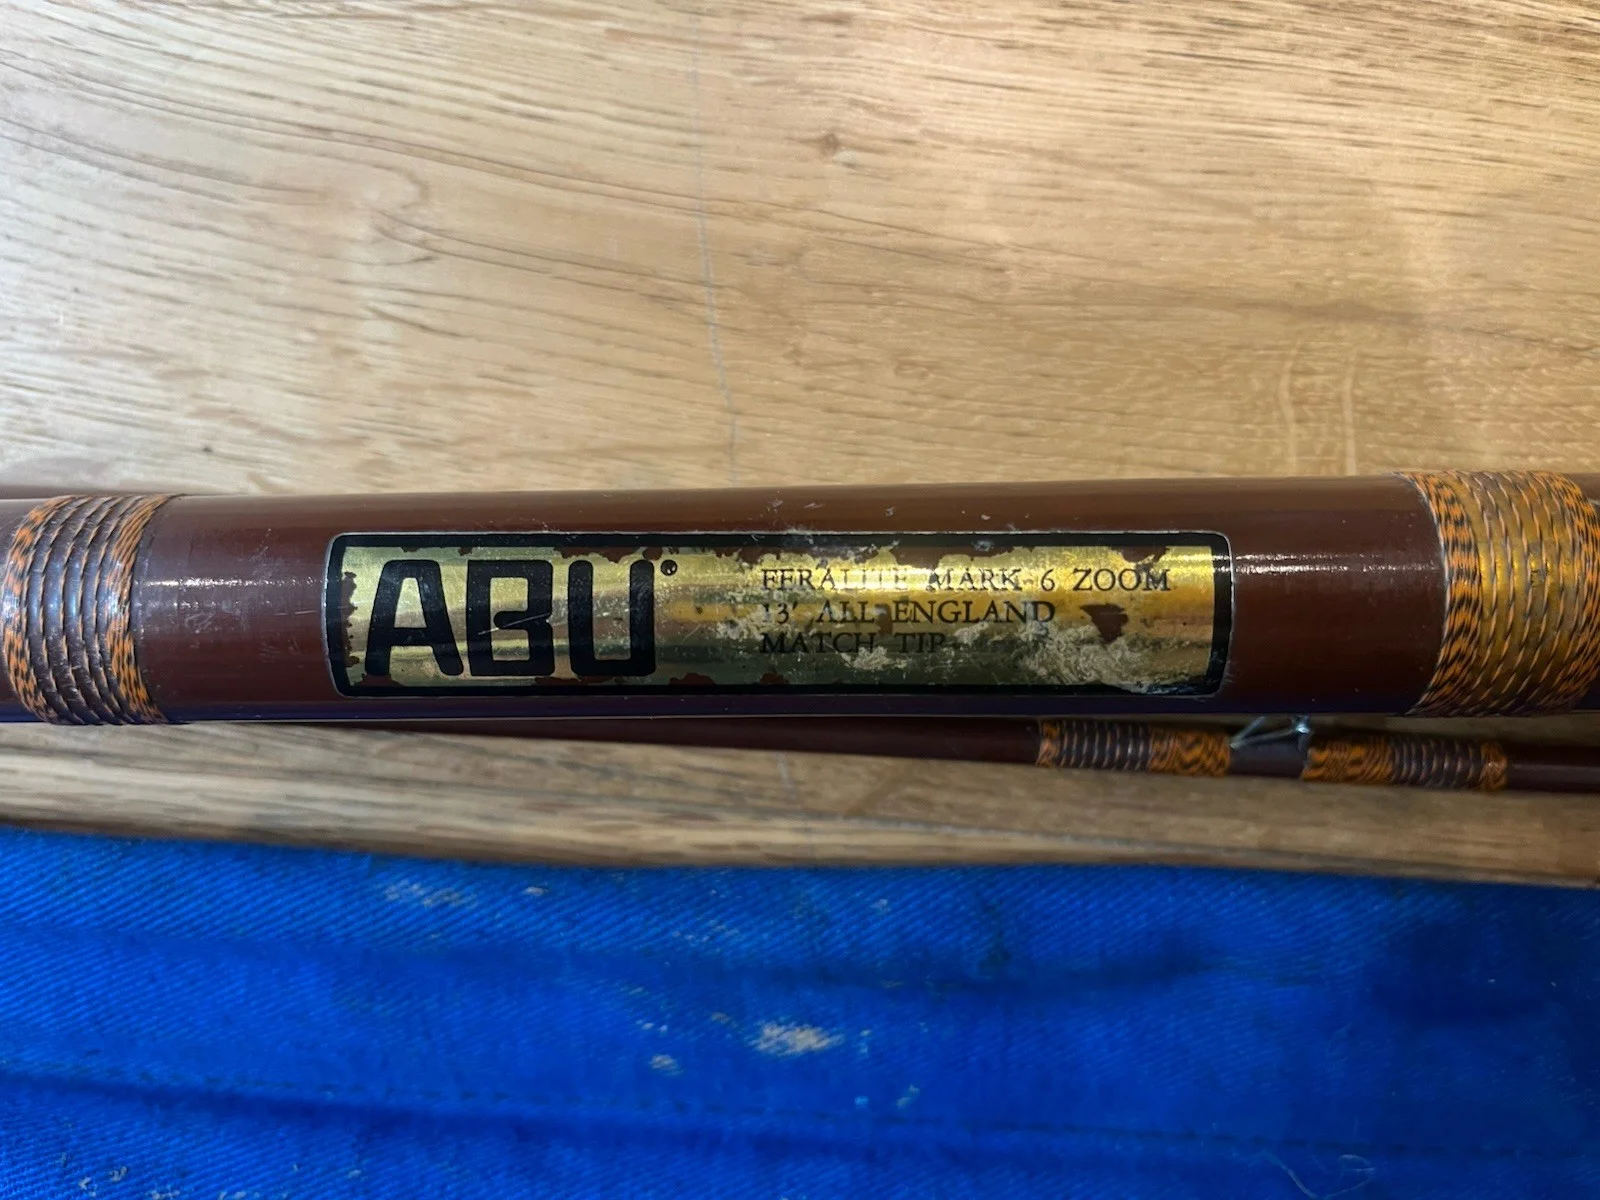 ABU
FERALITE MARK 6 ZOOM
13' ALL ENGLAND
MATCH TIP